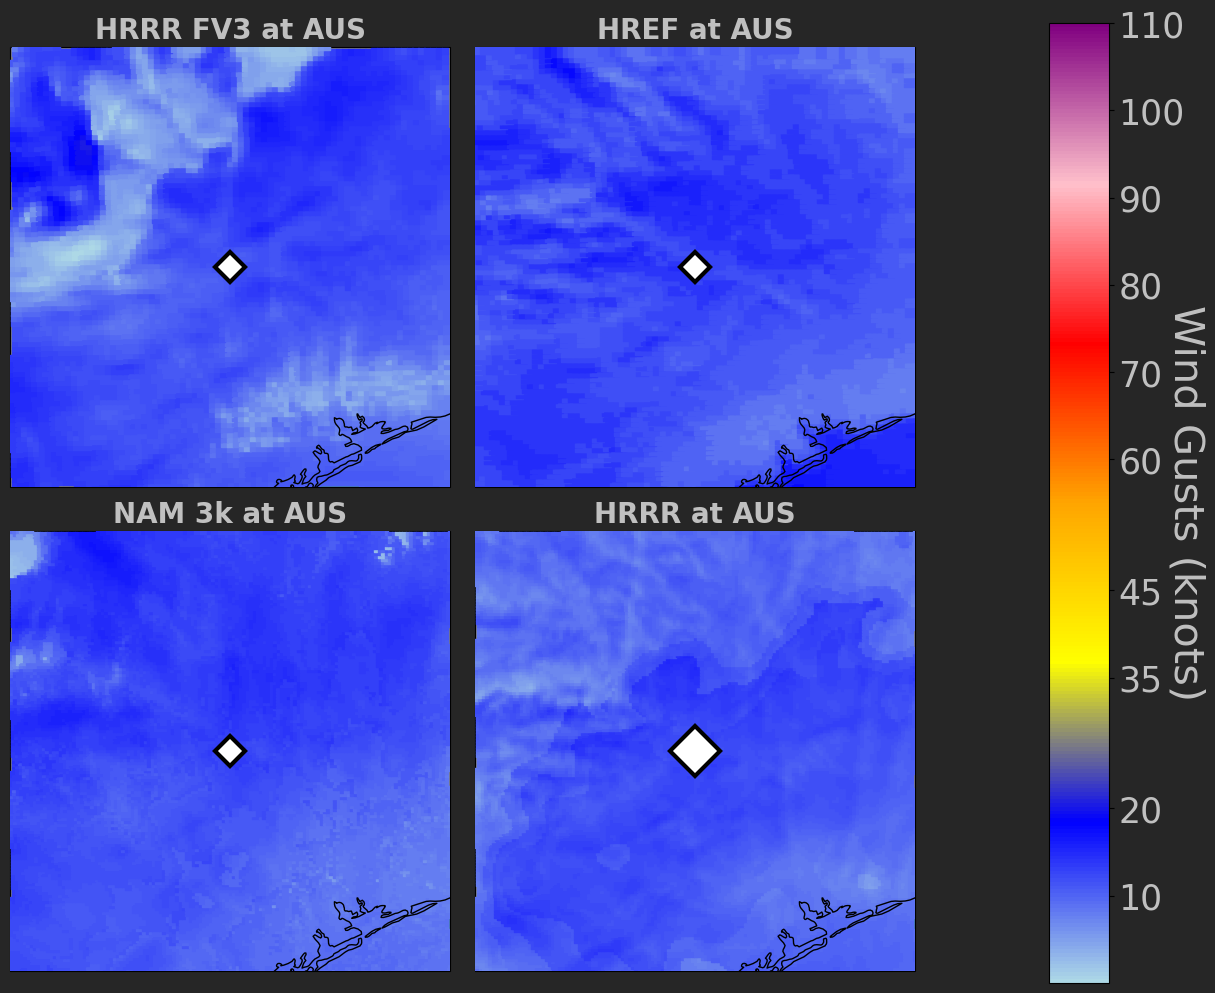 HRRR FV3 at AUS
HREF at AUS
NAM 3k at AUS
HRRR at AUS
110
100
90
80
70
60
45
35
20
10
Wind Gusts (knots)